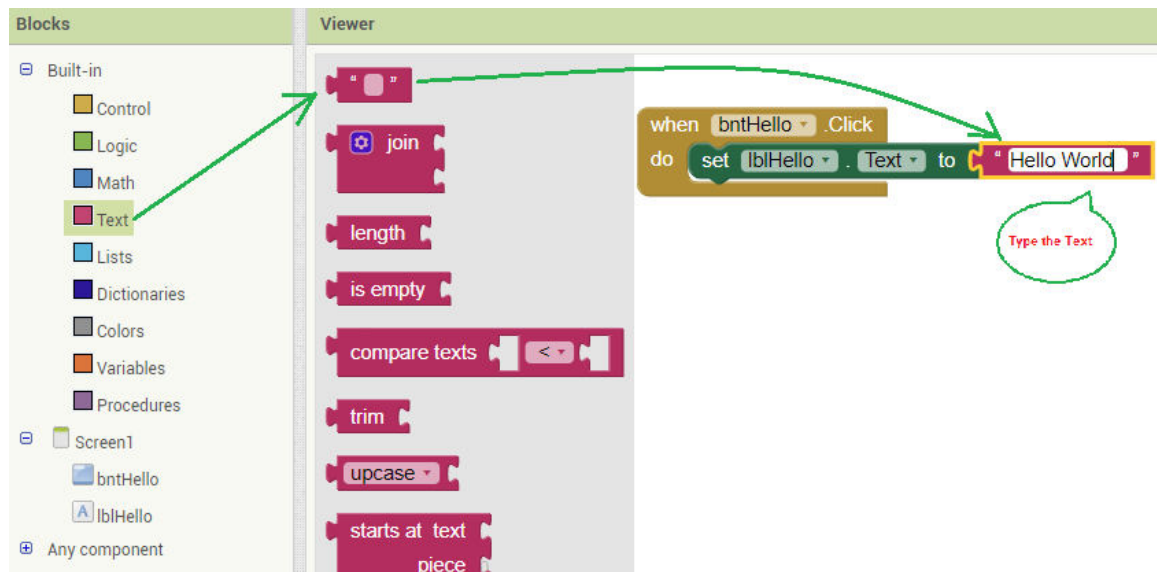 Blocks
Built-in
Control
Logic
Math
Text
Lists
Dictionaries
Colors
Variables
Procedures
Screen1
bntHello
A lblHello
Any component
Viewer
“ ”
join
length
is empty
compare texts <
trim
upcase
starts at text
piece
when bntHello .Click
do set lblHello . Text to “ Hello World ”
Type the Text